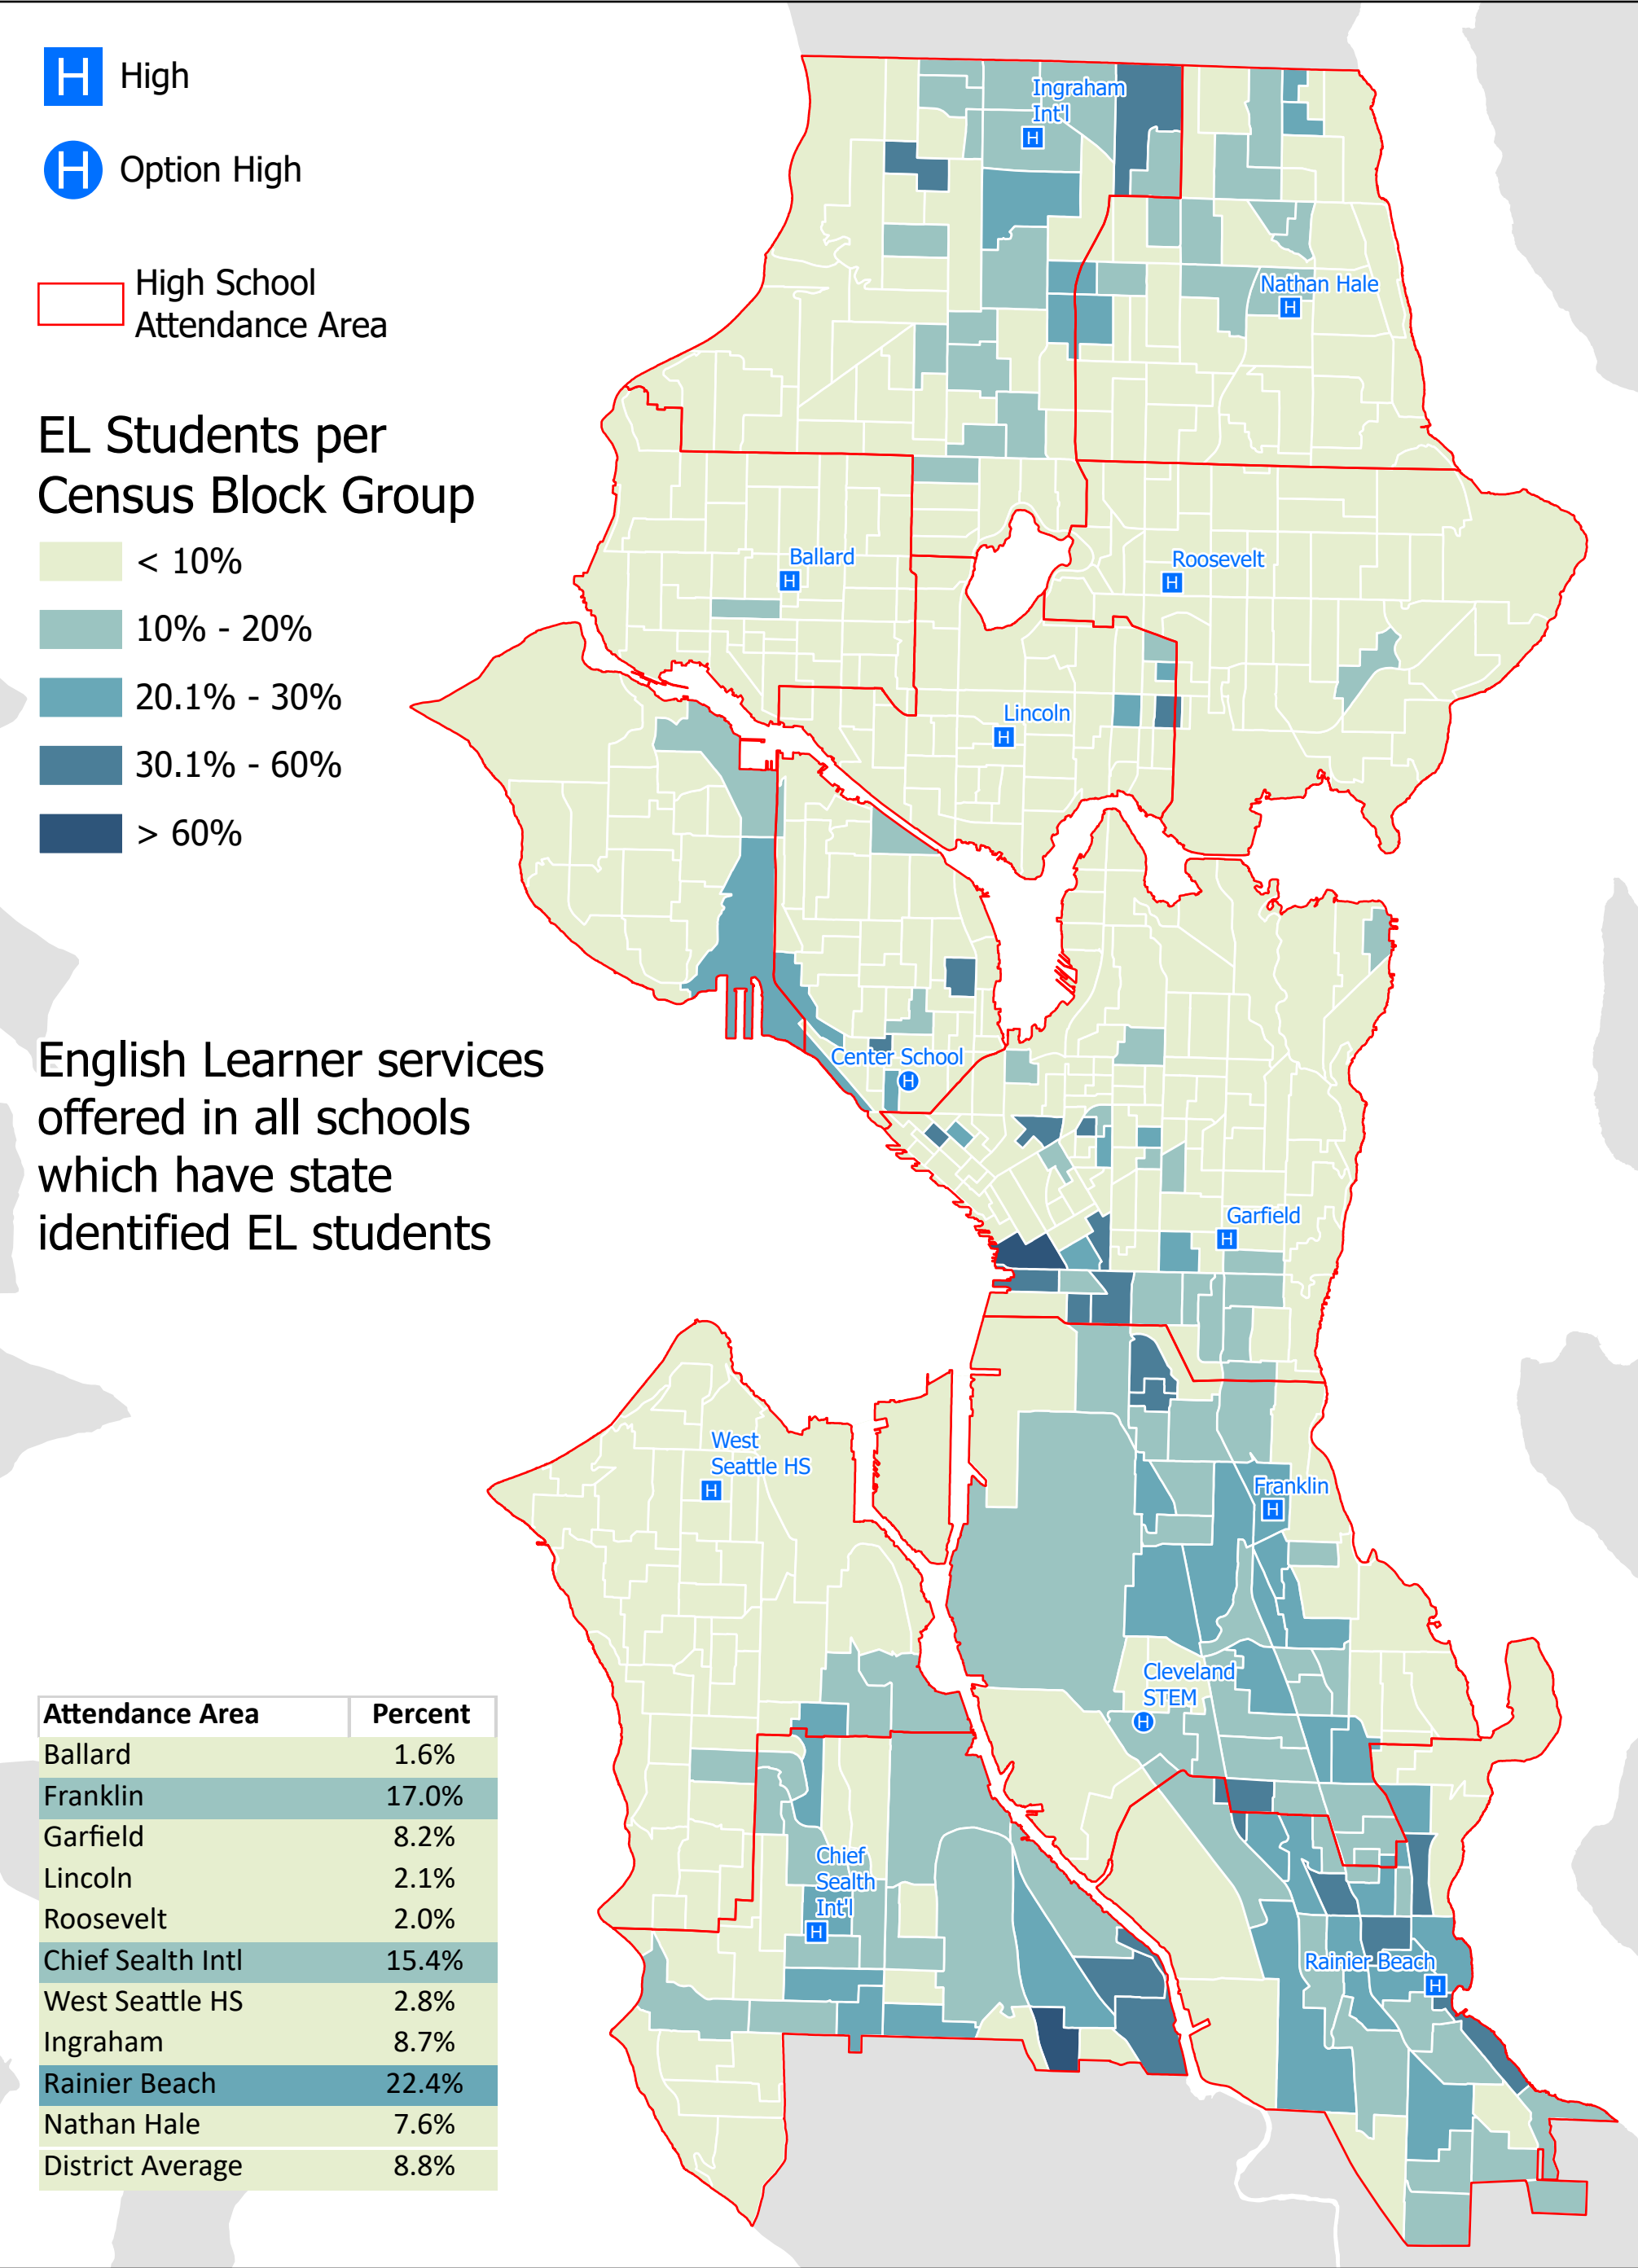 H High
H Option High
High School
Attendance Area
EL Students per
Census Block Group
< 10%
10% - 20%
20.1% - 30%
30.1% - 60%
> 60%
English Learner services
offered in all schools
which have state
identified EL students
Attendance Area Percent
Ballard 1.6%
Franklin 17.0%
Garfield 8.2%
Lincoln 2.1%
Roosevelt 2.0%
Chief Sealth Intl 15.4%
West Seattle HS 2.8%
Ingraham 8.7%
Rainier Beach 22.4%
Nathan Hale 7.6%
District Average 8.8%
Ingraham
Int'l
H
Nathan Hale
H
Ballard
H
Roosevelt
H
Lincoln
H
Center School
H
Garfield
H
West
Seattle HS
H
Franklin
H
Cleveland
STEM
H
Chief
Sealth
Int'l
H
Rainier Beach
H